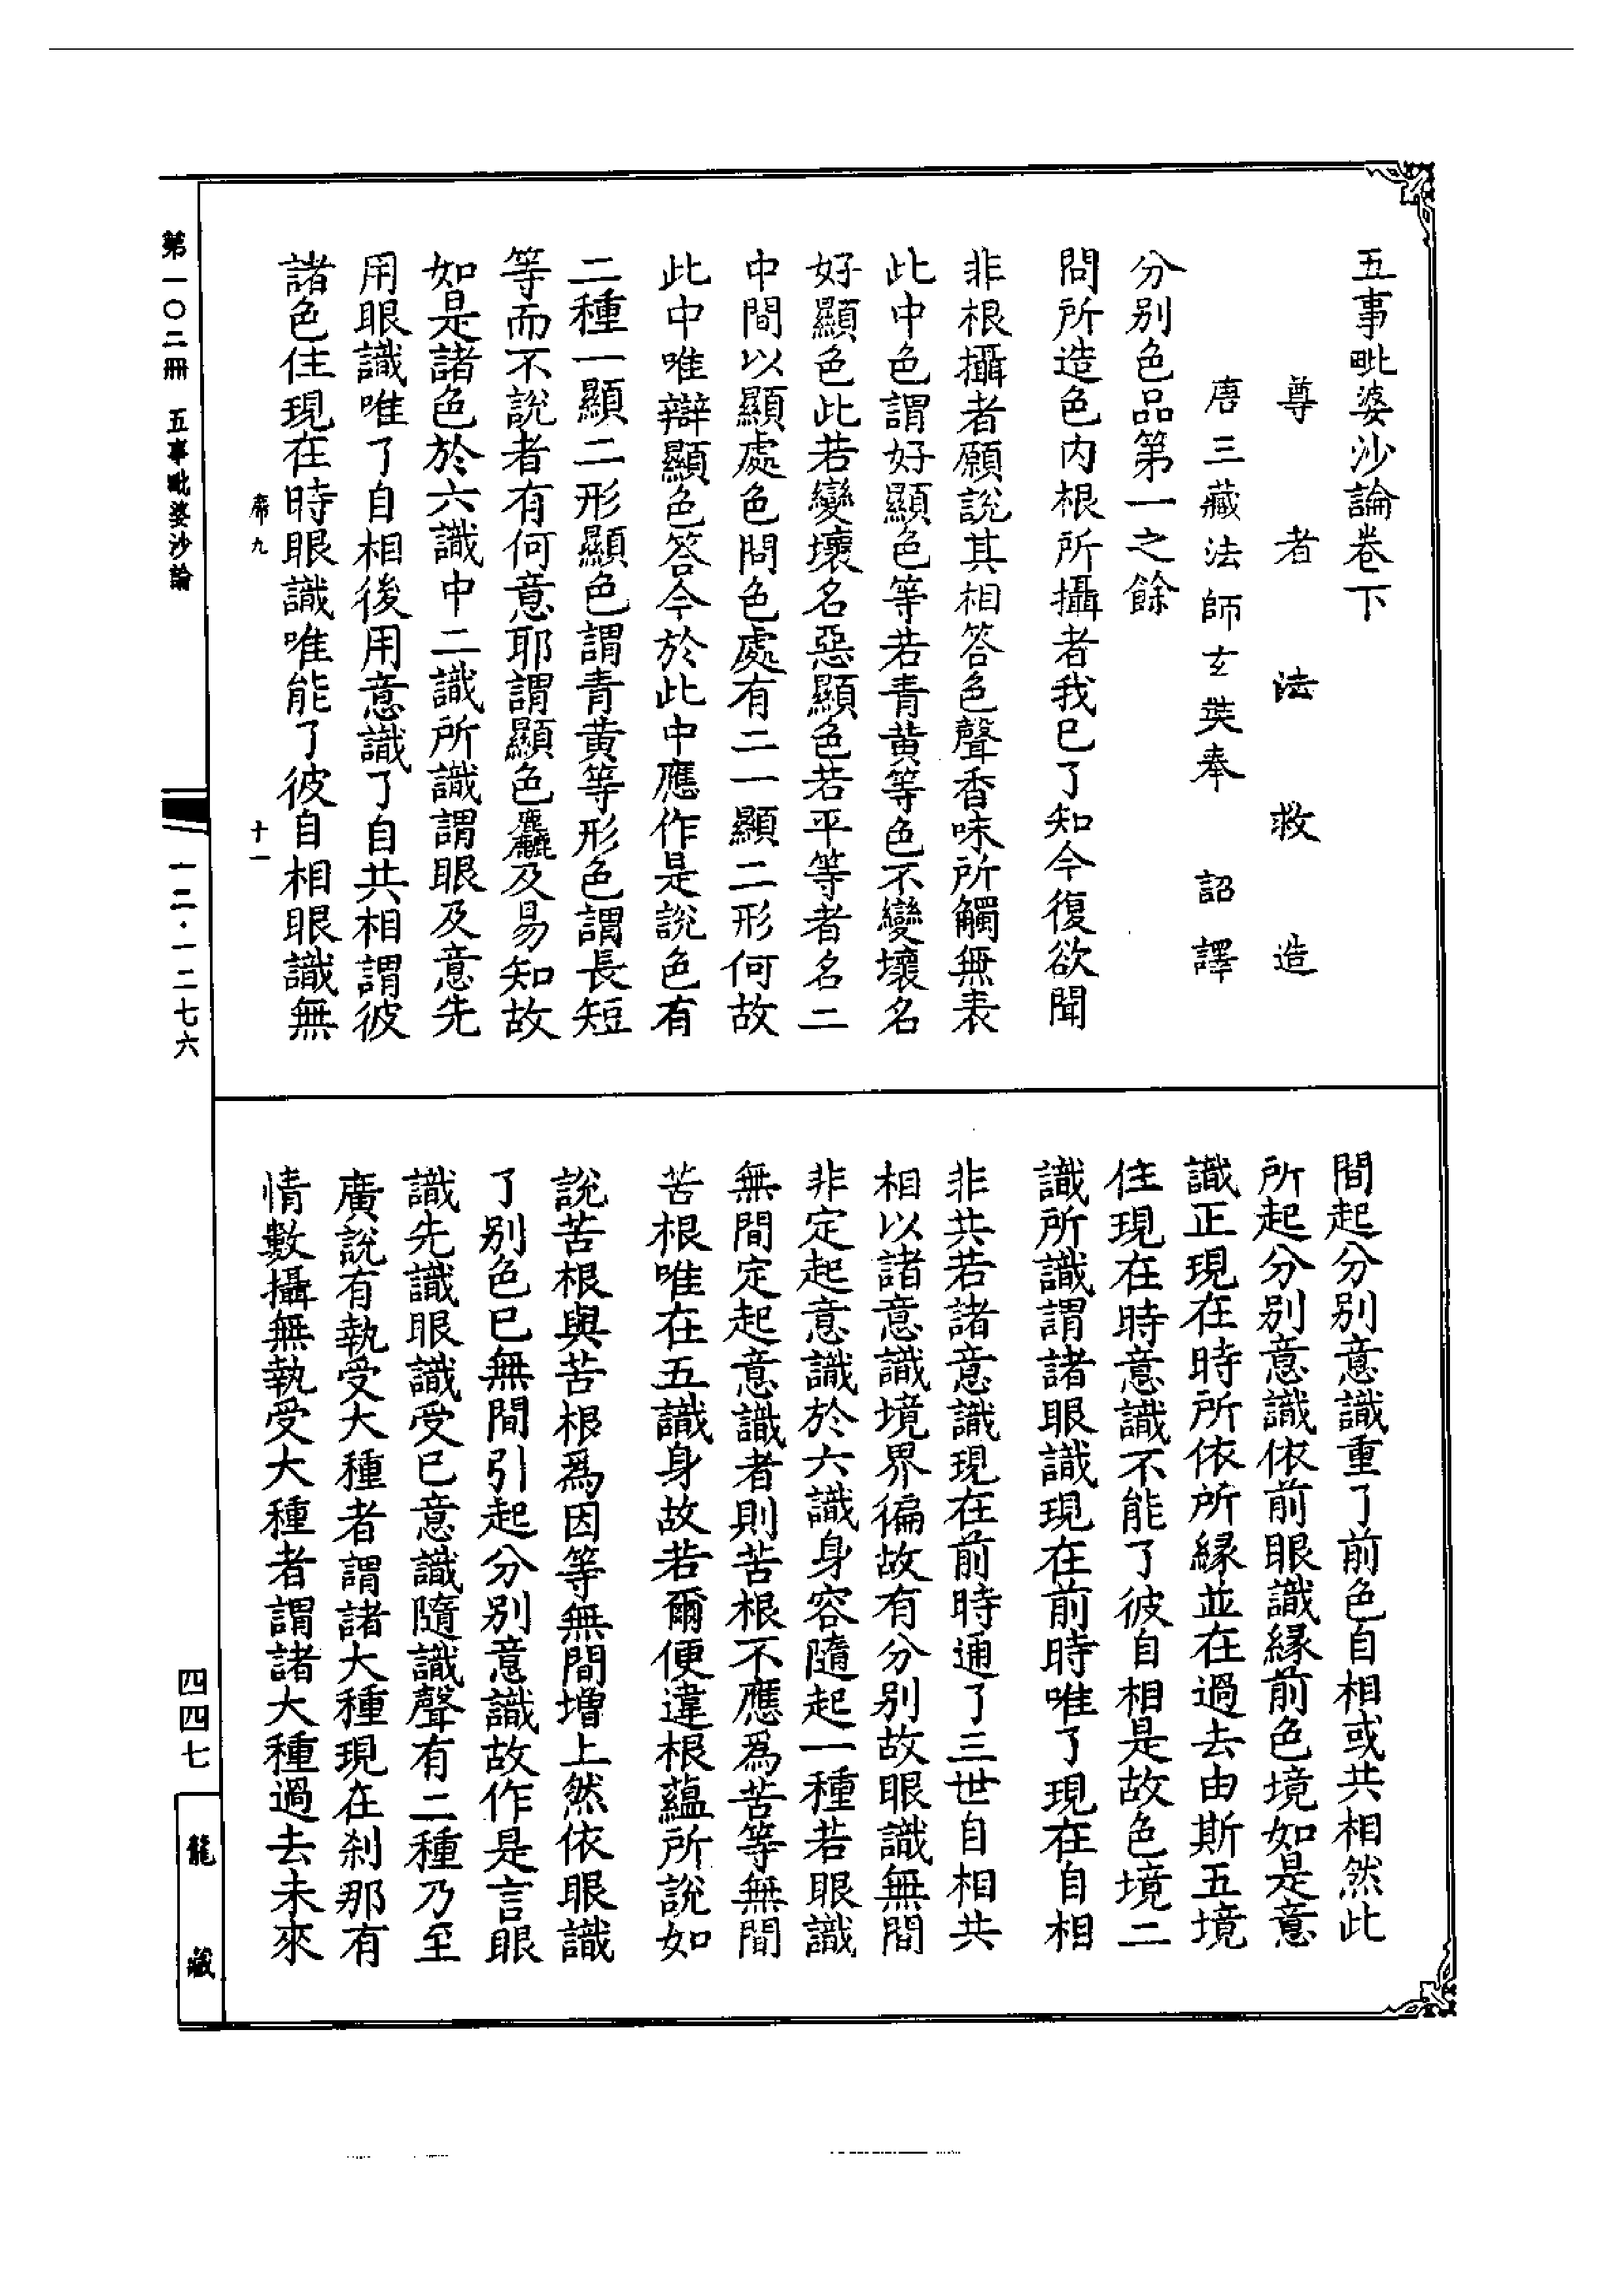 五事毗婆沙論卷下
尊者法救造
唐三藏法師玄奘奉詔譯
分別色品第一之餘
問所造色內根所攝者我已了知今復欲聞
非根攝者願說其相答色聲香味所觸無表
此中色謂好顯色等若青黃等色不變壞名
好顯色此若變壞名惡顯色若平等者名二
中間以顯處色問色處有二一顯二形何故
此中唯辯顯色答今於此中應作是說色有
二種一顯二形顯色謂青黃等形色謂長短
等而不說者有何意耶謂顯色麤及易知故
如是諸色於六識中二識所識謂眼及意先
用眼識唯了自相後用意識了自共相謂彼
諸色住現在時眼識唯能了彼自相眼識無
席九 十一
間起分別意識重了前色自相或共相然此
所起分別意識依前眼識緣前色境如是意
識正現在時所依所緣並在過去由斯五境
住現在時意識不能了彼自相是故色境二
識所識謂諸眼識現在前時唯了現在自相
非共若諸意識現在前時通了三世自相共
相以諸意識境界徧故有分別故眼識無間
非定起意識於六識身容隨起一種若眼識
無間定起意識者則苦根不應爲苦等無間
苦根唯在五識身故若爾便違根蘊所說如
說苦根與苦根爲因等無間增上然依眼識
了別色已無間引起分別意識故作是言眼
識先識眼識受已意識隨識聲有二種乃至
廣說有執受大種者謂諸大種現在剎那有
情數攝無執受大種者謂諸大種過去未來
第一〇二冊 五事毗婆沙論
一二·一二七六
四四七
龍藏